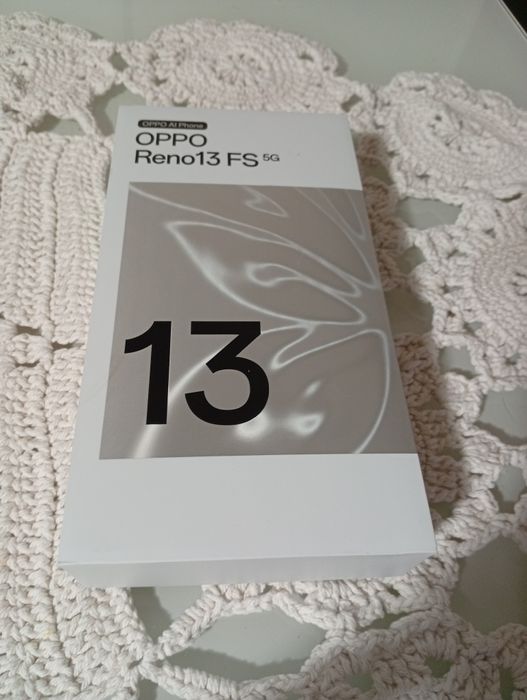 OPPO AI Phone
OPPO
Reno13 FS 5G
13